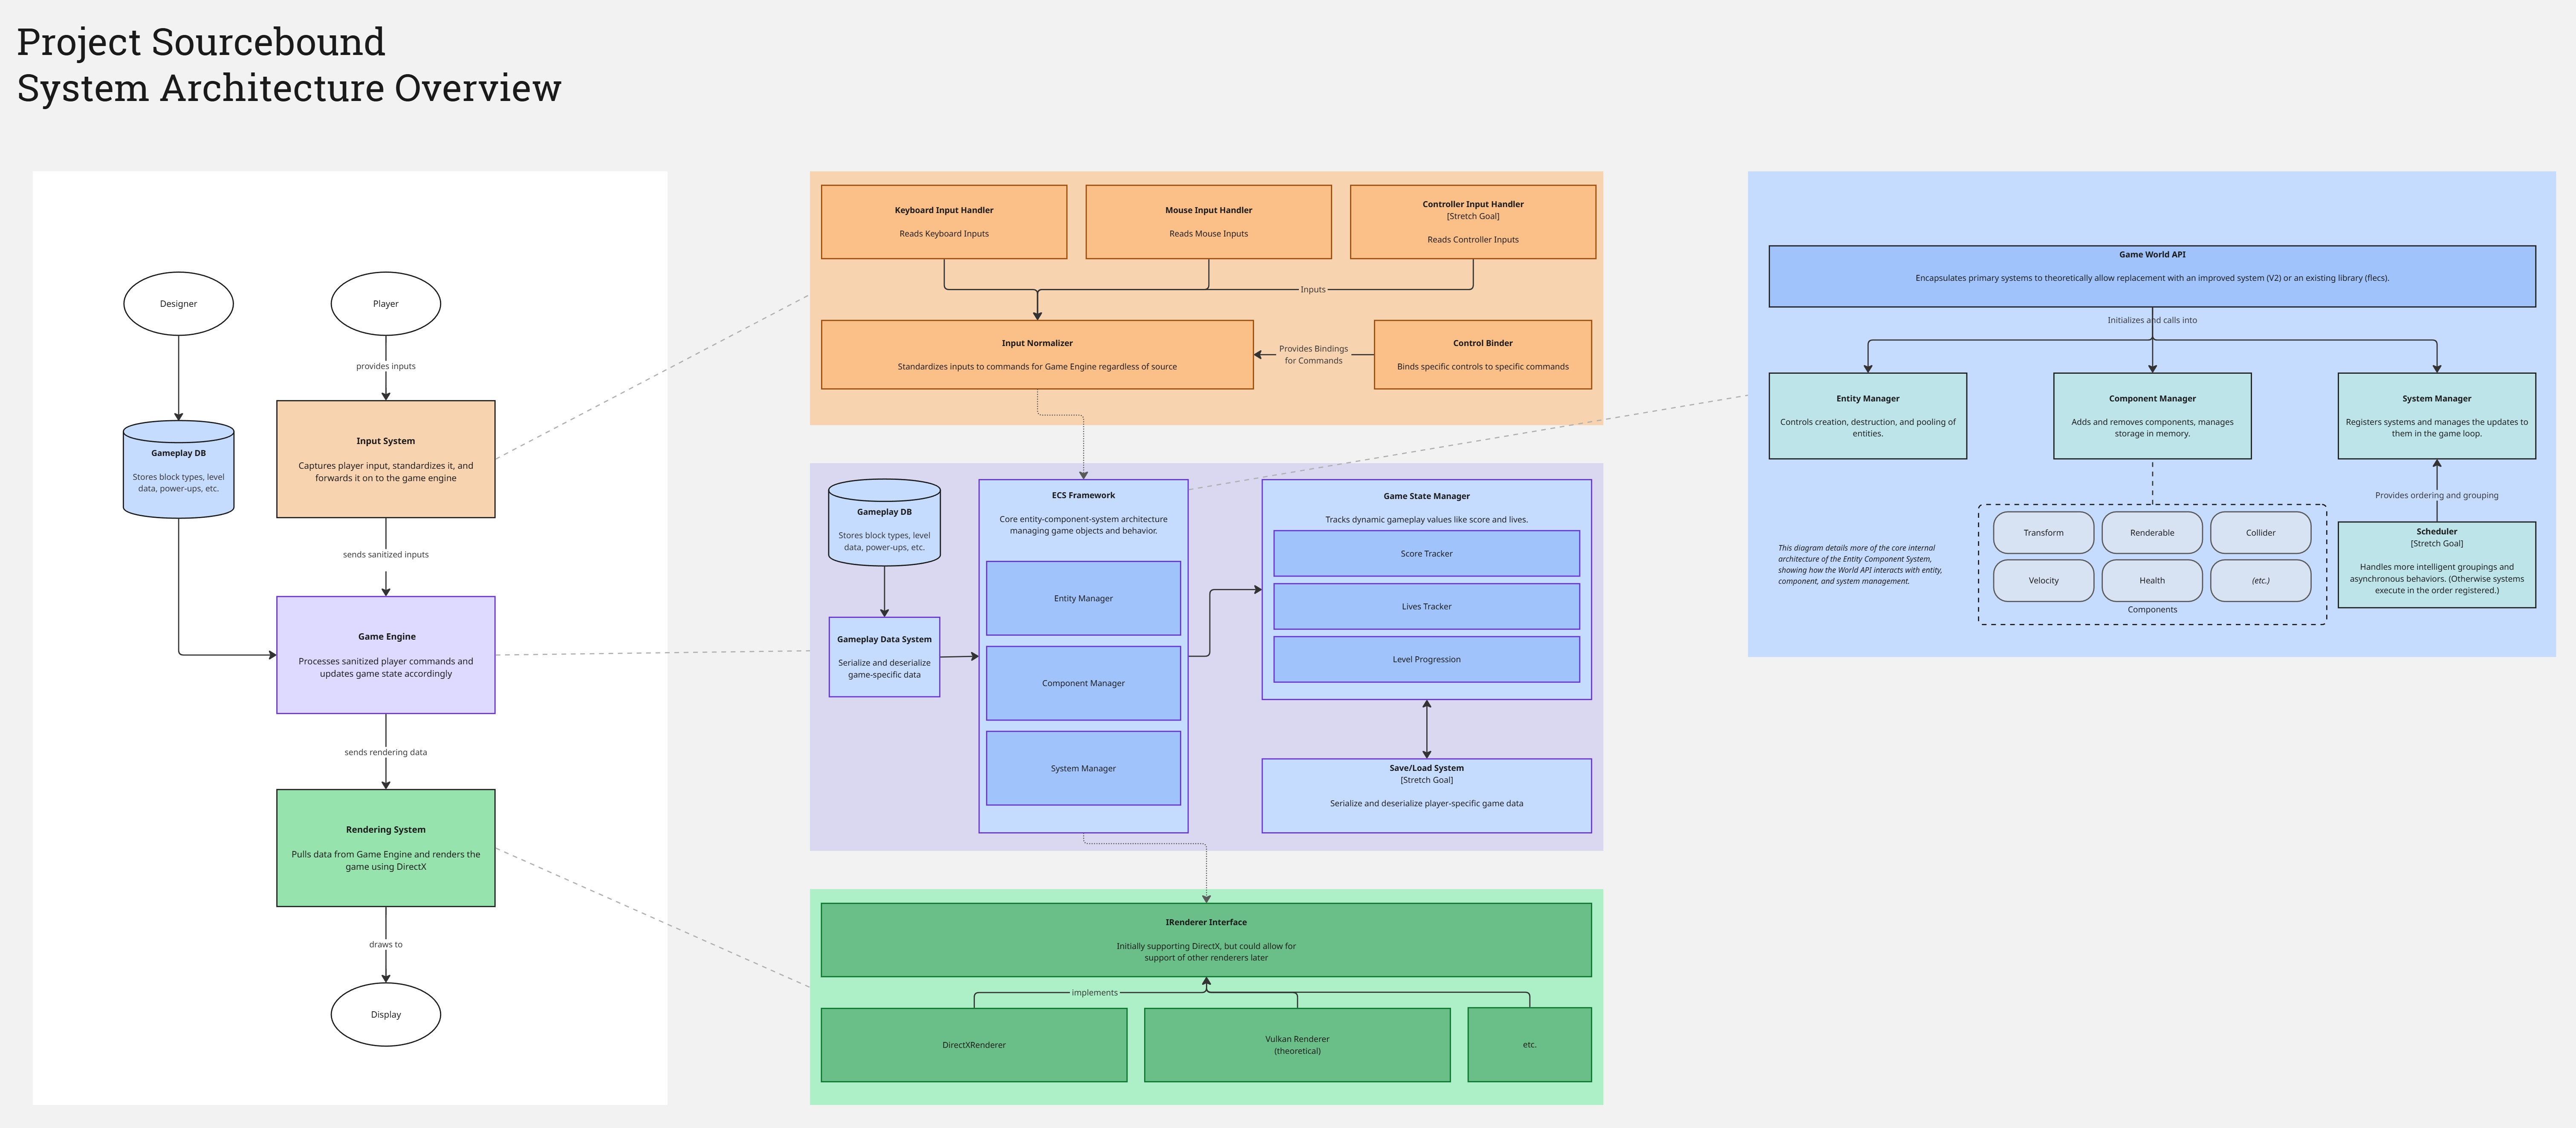 Project Sourcebound
System Architecture Overview
Designer
Player
provides inputs
Gameplay DB
Stores block types, level
data, power-ups, etc.
Input System
Captures player input, standardizes it, and
forwards it on to the game engine
sends sanitized inputs
Game Engine
Processes sanitized player commands and
updates game state accordingly
sends rendering data
Rendering System
Pulls data from Game Engine and renders the
game using DirectX
draws to
Display
Keyboard Input Handler
Reads Keyboard Inputs
Mouse Input Handler
Reads Mouse Inputs
Controller Input Handler
[Stretch Goal]
Reads Controller Inputs
Inputs
Input Normalizer
Standardizes inputs to commands for Game Engine regardless of source
Provides Bindings
for Commands
Control Binder
Binds specific controls to specific commands
Gameplay DB
Stores block types, level
data, power-ups, etc.
Gameplay Data System
Serialize and deserialize
game-specific data
ECS Framework
Core entity-component-system architecture
managing game objects and behavior.
Entity Manager
Component Manager
System Manager
Game State Manager
Tracks dynamic gameplay values like score and lives.
Score Tracker
Lives Tracker
Level Progression
Save/Load System
[Stretch Goal]
Serialize and deserialize player-specific game data
IRenderer Interface
Initially supporting DirectX, but could allow for
support of other renderers later
implements
DirectXRenderer
Vulkan Renderer
(theoretical)
etc.
Game World API
Encapsulates primary systems to theoretically allow replacement with an improved system (V2) or an existing library (flecs).
Initializes and calls into
Entity Manager
Controls creation, destruction, and pooling of
entities.
Component Manager
Adds and removes components, manages
storage in memory.
System Manager
Registers systems and manages the updates to
them in the game loop.
Provides ordering and grouping
Scheduler
[Stretch Goal]
Handles more intelligent groupings and
asynchronous behaviors. (Otherwise systems
execute in the order registered.)
Transform
Renderable
Collider
Velocity
Health
(etc.)
Components
This diagram details more of the core internal
architecture of the Entity Component System,
showing how the World API interacts with entity,
component, and system management.